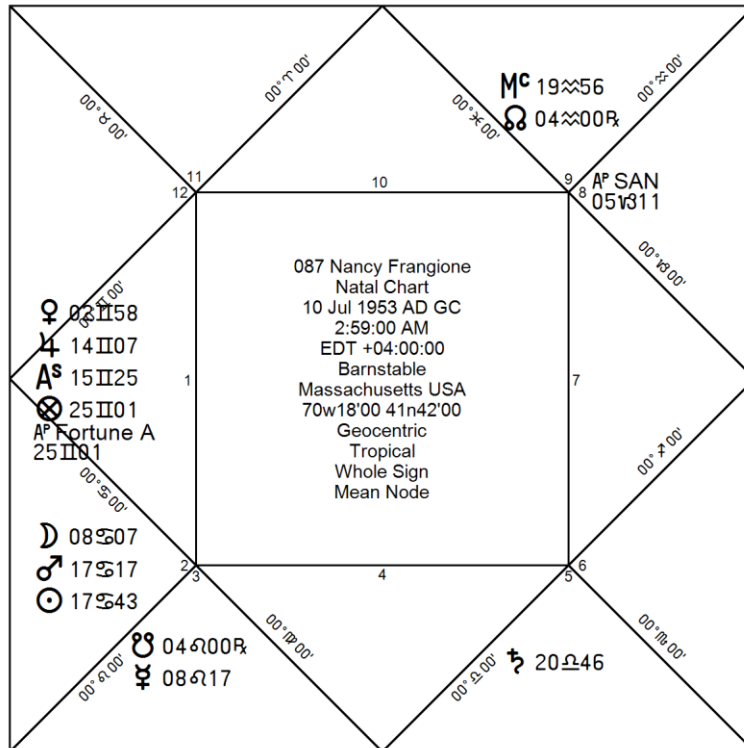 00°♉00'
00°♈00'
00°♓00'
00°♒00'
Mc 19♒56
☊ 04♒00℞
11
12
10
9
8
AP SAN
05♑11
00°♑00'
087 Nancy Frangione
Natal Chart
10 Jul 1953 AD GC
2:59:00 AM
EDT +04:00:00
Barnstable
Massachusetts USA
70w18'00 41n42'00
Geocentric
Tropical
Whole Sign
Mean Node
00°♊00'
♀ 02♊58
♃ 14♊07
As 15♊25
⊗ 25♊01
AP Fortune A
25♊01
1
7
00°♐00'
00°♋00'
☽ 08♋07
♂ 17♋17
☉ 17♋43
2
3
4
5
6
☋ 04♌00℞
☿ 08♌17
00°♌00'
00°♍00'
00°♎00'
♄ 20♎46
00°♏00'